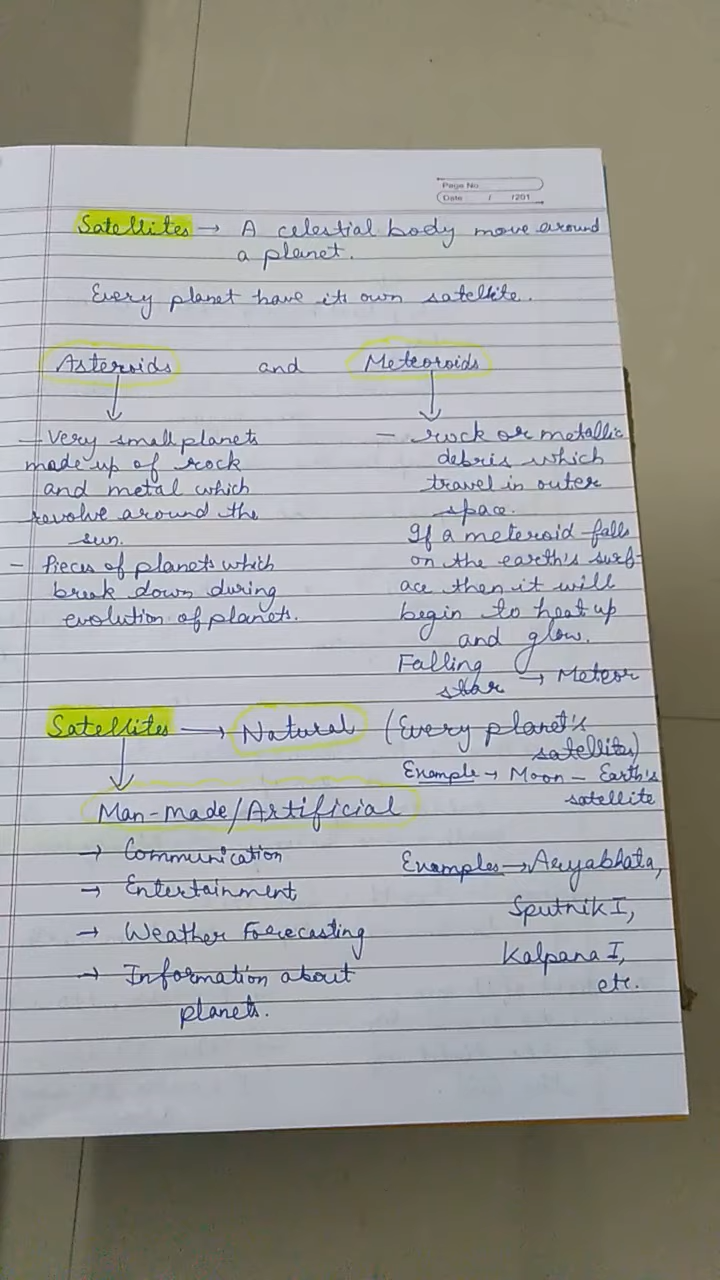 Page No
Date / /201
Satellites → A celestial body move around
a planet.
Every planet have its own satellite.
Asteroids and Meteoroids
- Very small planets
made up of rock
and metal which
revolve around the
sun.
- Pieces of planets which
break down during
evolution of planets.
- rock or metallic
debris which
travel in outer
space.
If a meteroid falls
on the earth's surf-
ace then it will
begin to heat up
and glow.
Falling
star → Meteor
Satellites → Natural (Every planet's
satellites)
Example → Moon - Earth's
satellite
Man-made/Artificial
→ Communication
→ Entertainment
→ Weather Forecasting
→ Information about
planets.
Examples → Aryabhata,
Sputnik I,
Kalpana I,
etc.